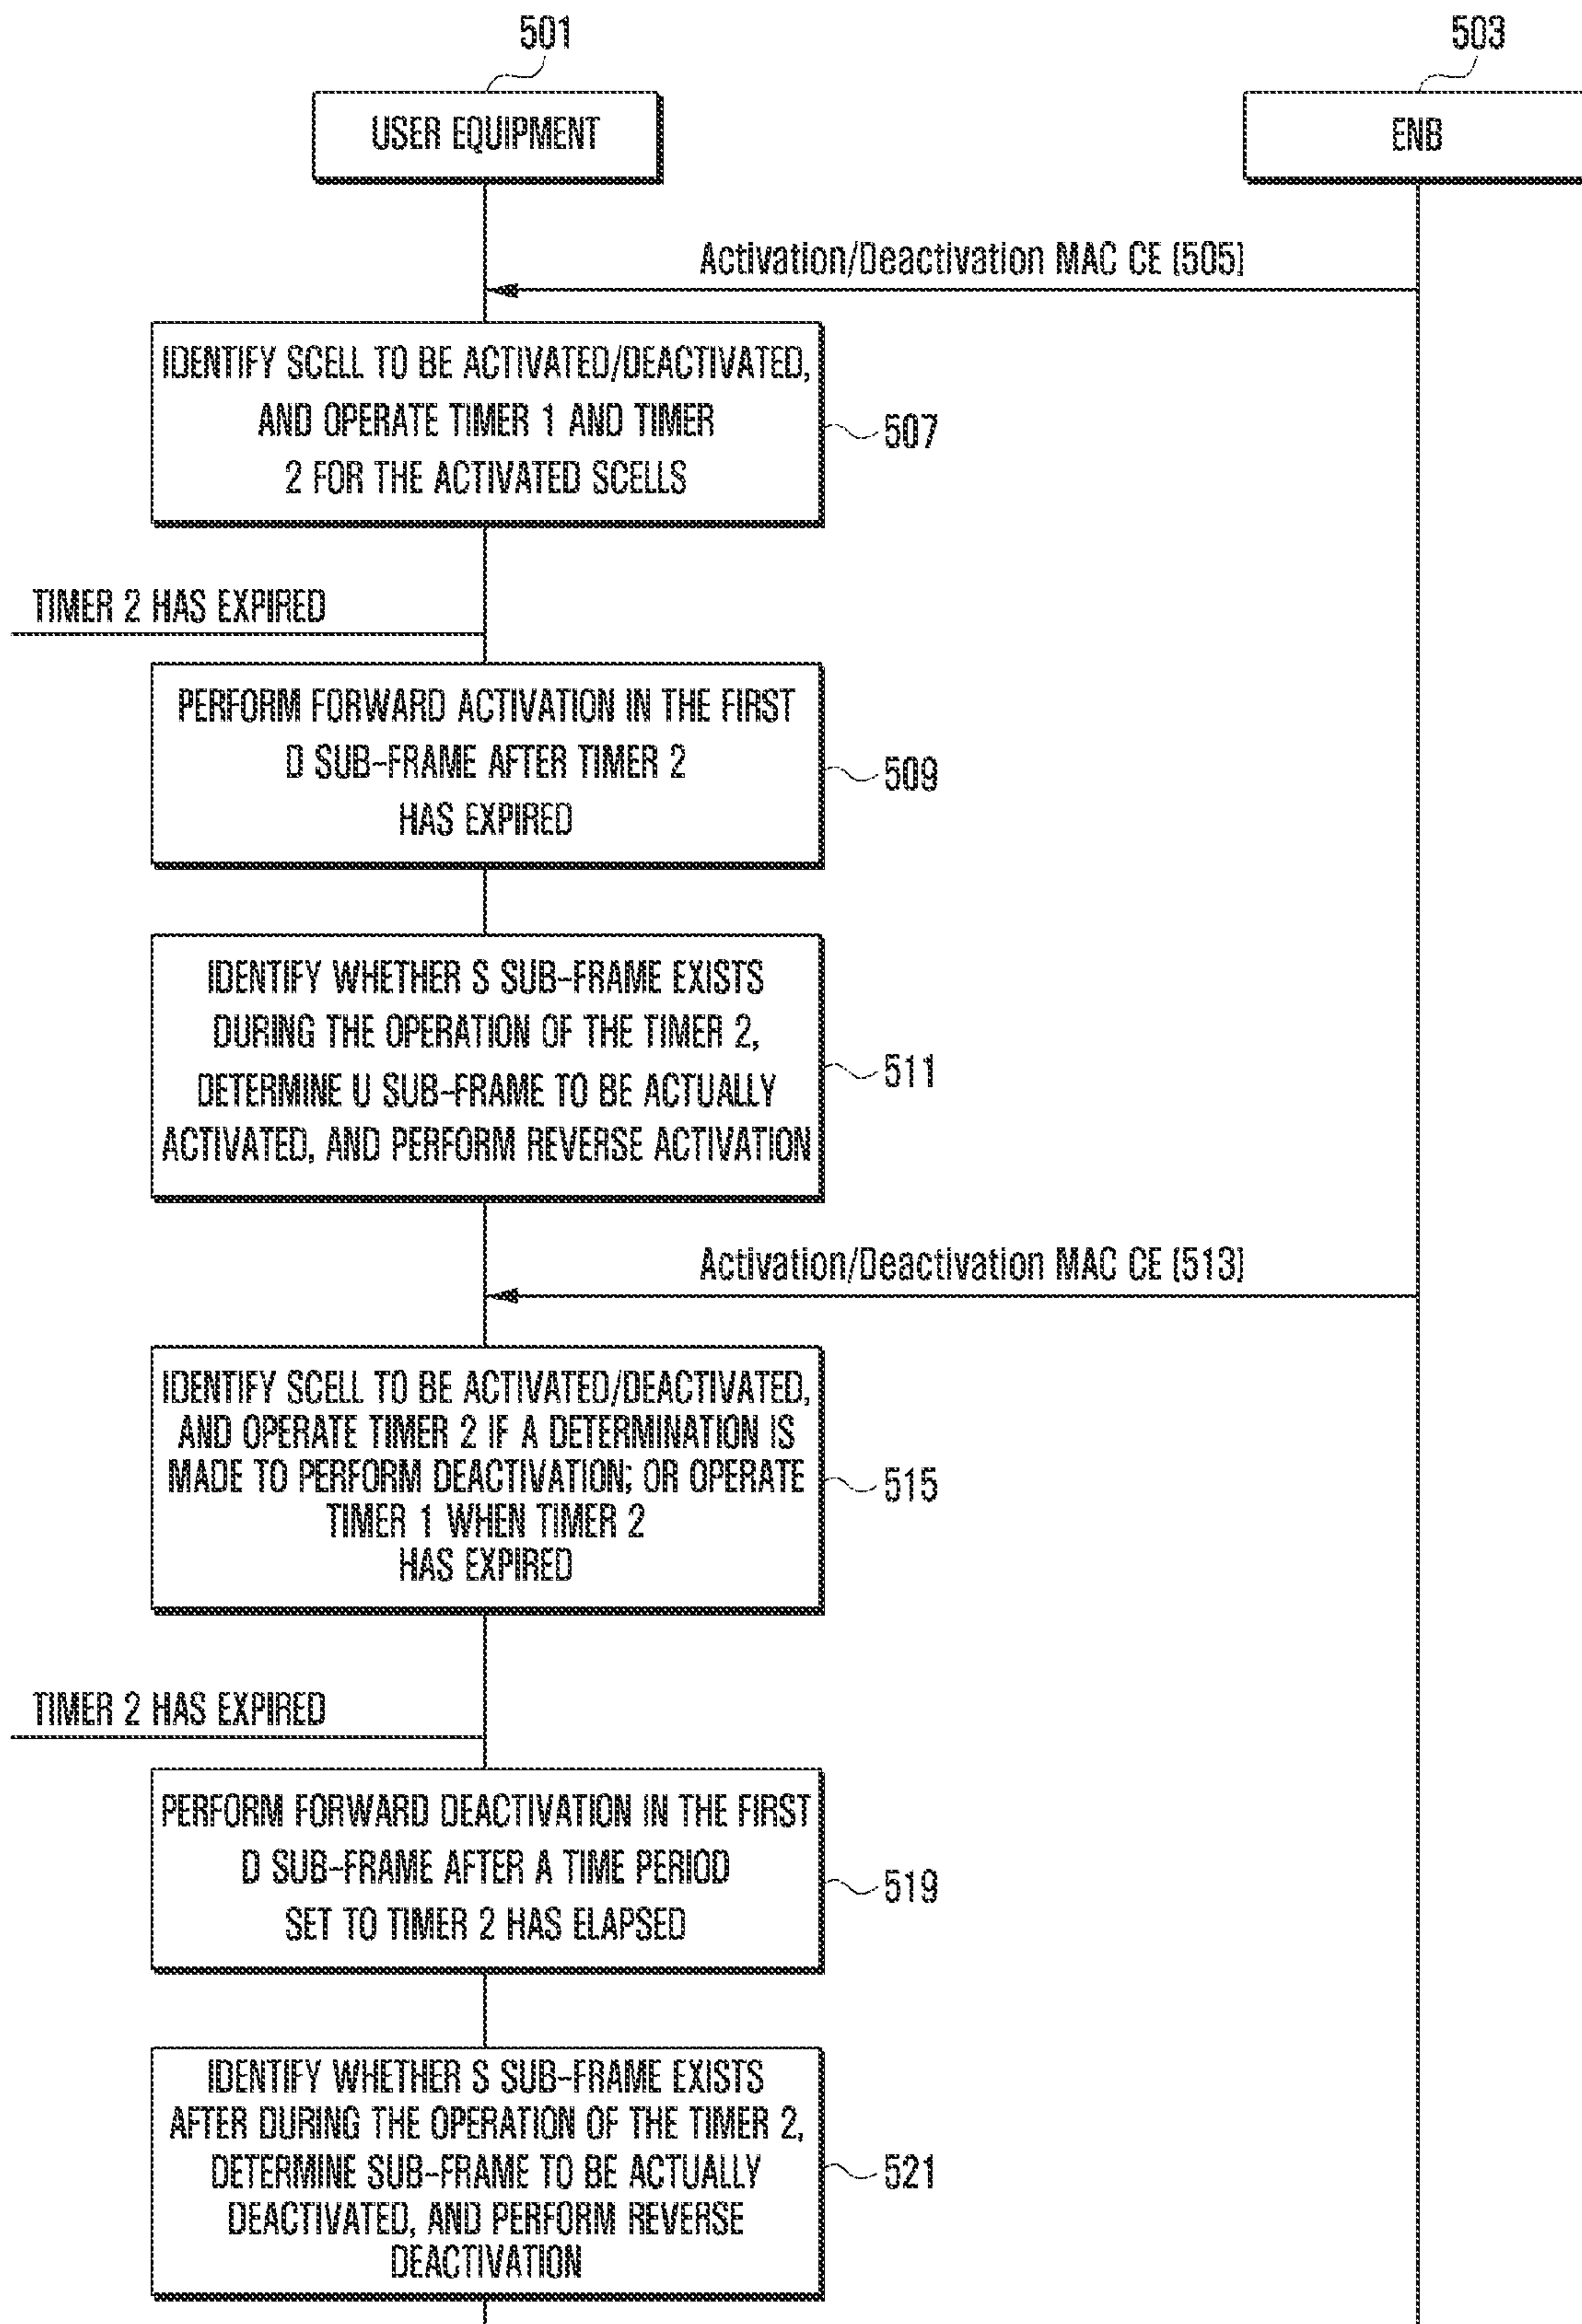 501
503
USER EQUIPMENT
ENB
Activation/Deactivation MAC CE (505)
IDENTIFY SCELL TO BE ACTIVATED/DEACTIVATED,
AND OPERATE TIMER 1 AND TIMER
2 FOR THE ACTIVATED SCELLS
507
TIMER 2 HAS EXPIRED
PERFORM FORWARD ACTIVATION IN THE FIRST
D SUB-FRAME AFTER TIMER 2
HAS EXPIRED
509
IDENTIFY WHETHER S SUB-FRAME EXISTS
DURING THE OPERATION OF THE TIMER 2,
DETERMINE U SUB-FRAME TO BE ACTUALLY
ACTIVATED, AND PERFORM REVERSE ACTIVATION
511
Activation/Deactivation MAC CE (513)
IDENTIFY SCELL TO BE ACTIVATED/DEACTIVATED,
AND OPERATE TIMER 2 IF A DETERMINATION IS
MADE TO PERFORM DEACTIVATION; OR OPERATE
TIMER 1 WHEN TIMER 2
HAS EXPIRED
515
TIMER 2 HAS EXPIRED
PERFORM FORWARD DEACTIVATION IN THE FIRST
D SUB-FRAME AFTER A TIME PERIOD
SET TO TIMER 2 HAS ELAPSED
519
IDENTIFY WHETHER S SUB-FRAME EXISTS
AFTER DURING THE OPERATION OF THE TIMER 2,
DETERMINE SUB-FRAME TO BE ACTUALLY
DEACTIVATED, AND PERFORM REVERSE
DEACTIVATION
521